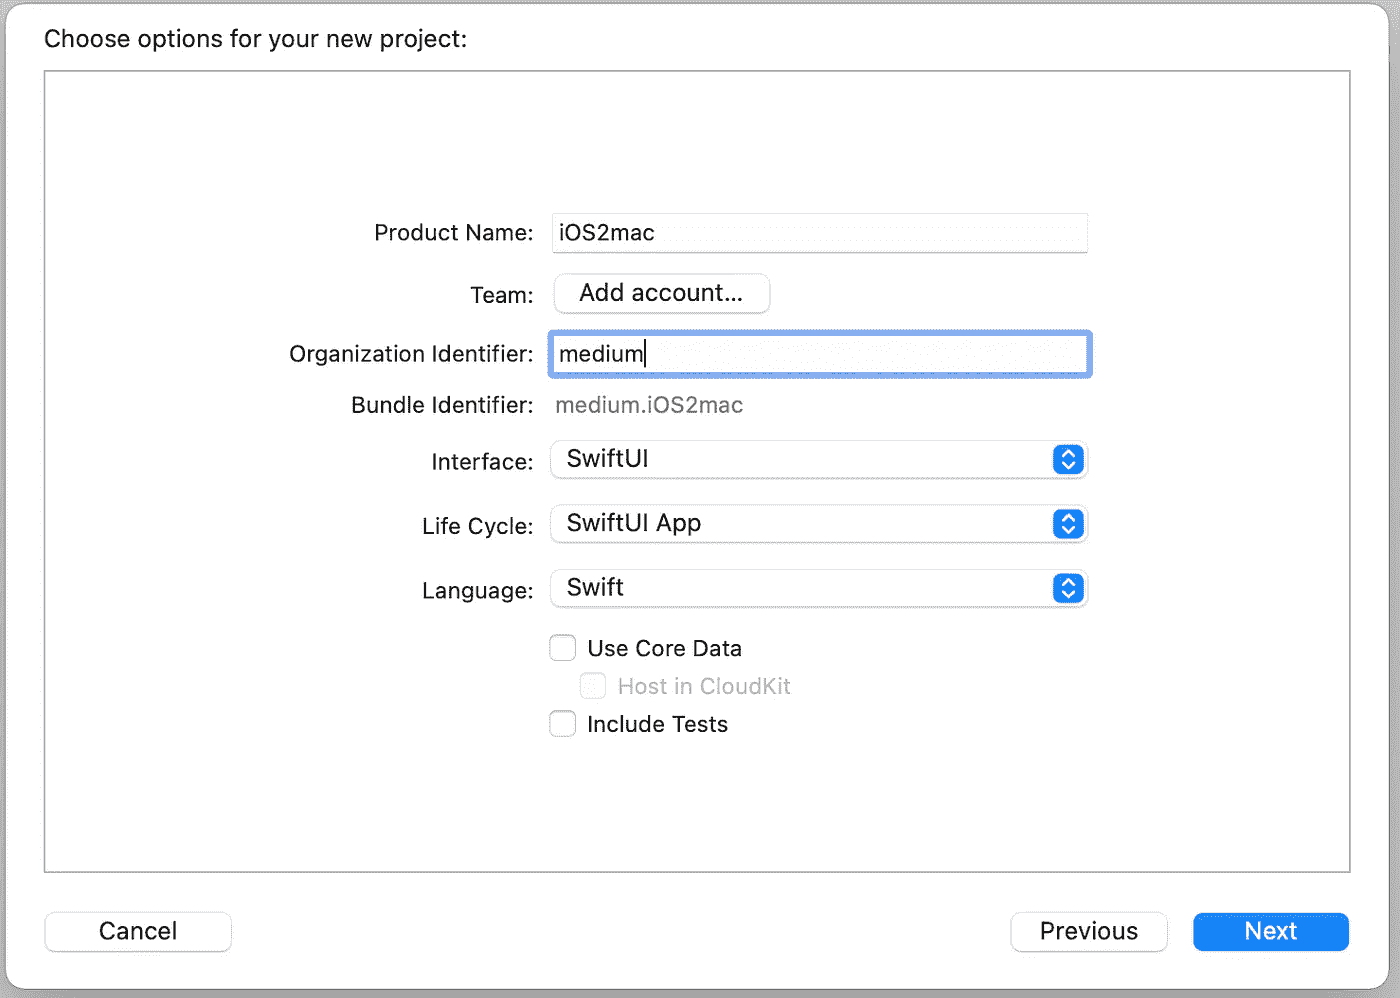 Choose options for your new project:
Product Name: iOS2mac
Team: Add account...
Organization Identifier: medium
Bundle Identifier: medium.iOS2mac
Interface: SwiftUI
Life Cycle: SwiftUI App
Language: Swift
Use Core Data
Host in CloudKit
Include Tests
Cancel Previous Next